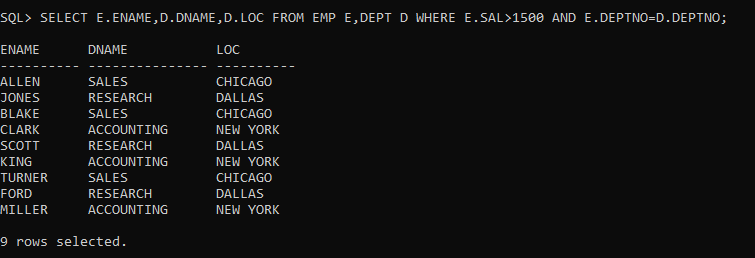 SQL> SELECT E.ENAME,D.DNAME,D.LOC FROM EMP E,DEPT D WHERE E.SAL>1500 AND E.DEPTNO=D.DEPTNO;
ENAME      DNAME           LOC
---------- --------------- ----------
ALLEN      SALES           CHICAGO
JONES      RESEARCH        DALLAS
BLAKE      SALES           CHICAGO
CLARK      ACCOUNTING      NEW YORK
SCOTT      RESEARCH        DALLAS
KING       ACCOUNTING      NEW YORK
TURNER     SALES           CHICAGO
FORD       RESEARCH        DALLAS
MILLER     ACCOUNTING      NEW YORK
9 rows selected.